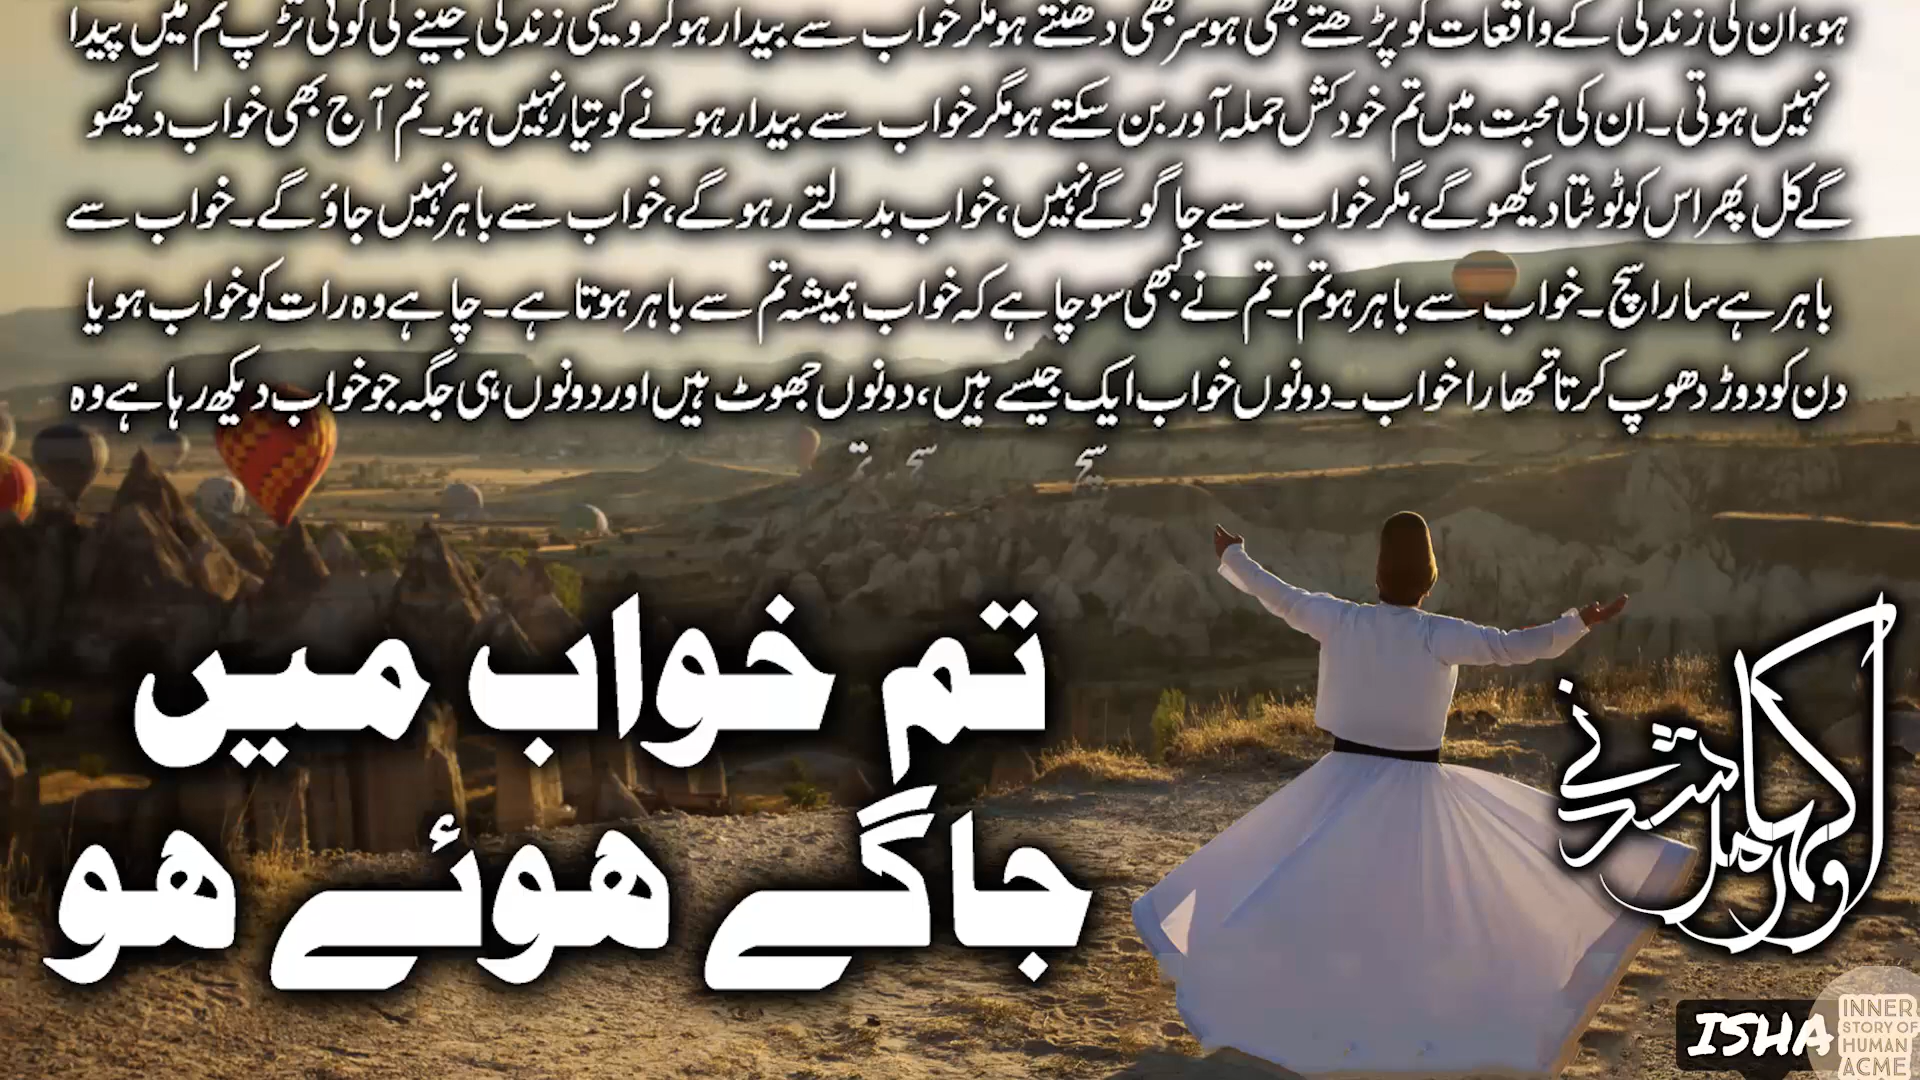 ہو، ان کی زندگی کے واقعات کو پڑھتے بھی ہو سر بھی دھنتے ہو مگر خواب سے بیدار ہو کر ویسی زندگی جینے کی کوئی تڑپ تم میں پیدا
نہیں ہوتی۔ ان کی محبت میں تم خودکش حملہ آور بن سکتے ہو مگر خواب سے بیدار ہونے کو تیار نہیں ہو۔ تم آج بھی خواب دیکھو
گے کل پھر اس کو ٹوٹتا دیکھو گے، مگر خواب سے جاگو گے نہیں، خواب بدلتے رہو گے، خواب سے باہر نہیں جاؤ گے۔ خواب سے
باہر ہے سارا سچ۔ خواب سے باہر ہو تم۔ تم نے کبھی سوچا ہے کہ خواب ہمیشہ تم سے باہر ہوتا ہے۔ چاہے وہ رات کو خواب ہو یا
دن کو دوڑ دھوپ کرتا تمھارا خواب۔ دونوں خواب ایک جیسے ہیں، دونوں جھوٹ ہیں اور دونوں ہی جگہ جو خواب دیکھ رہا ہے وہ
تم خواب میں
جاگے ھوئے ھو
نے
ISHA
INNER
STORY OF
HUMAN
ACME